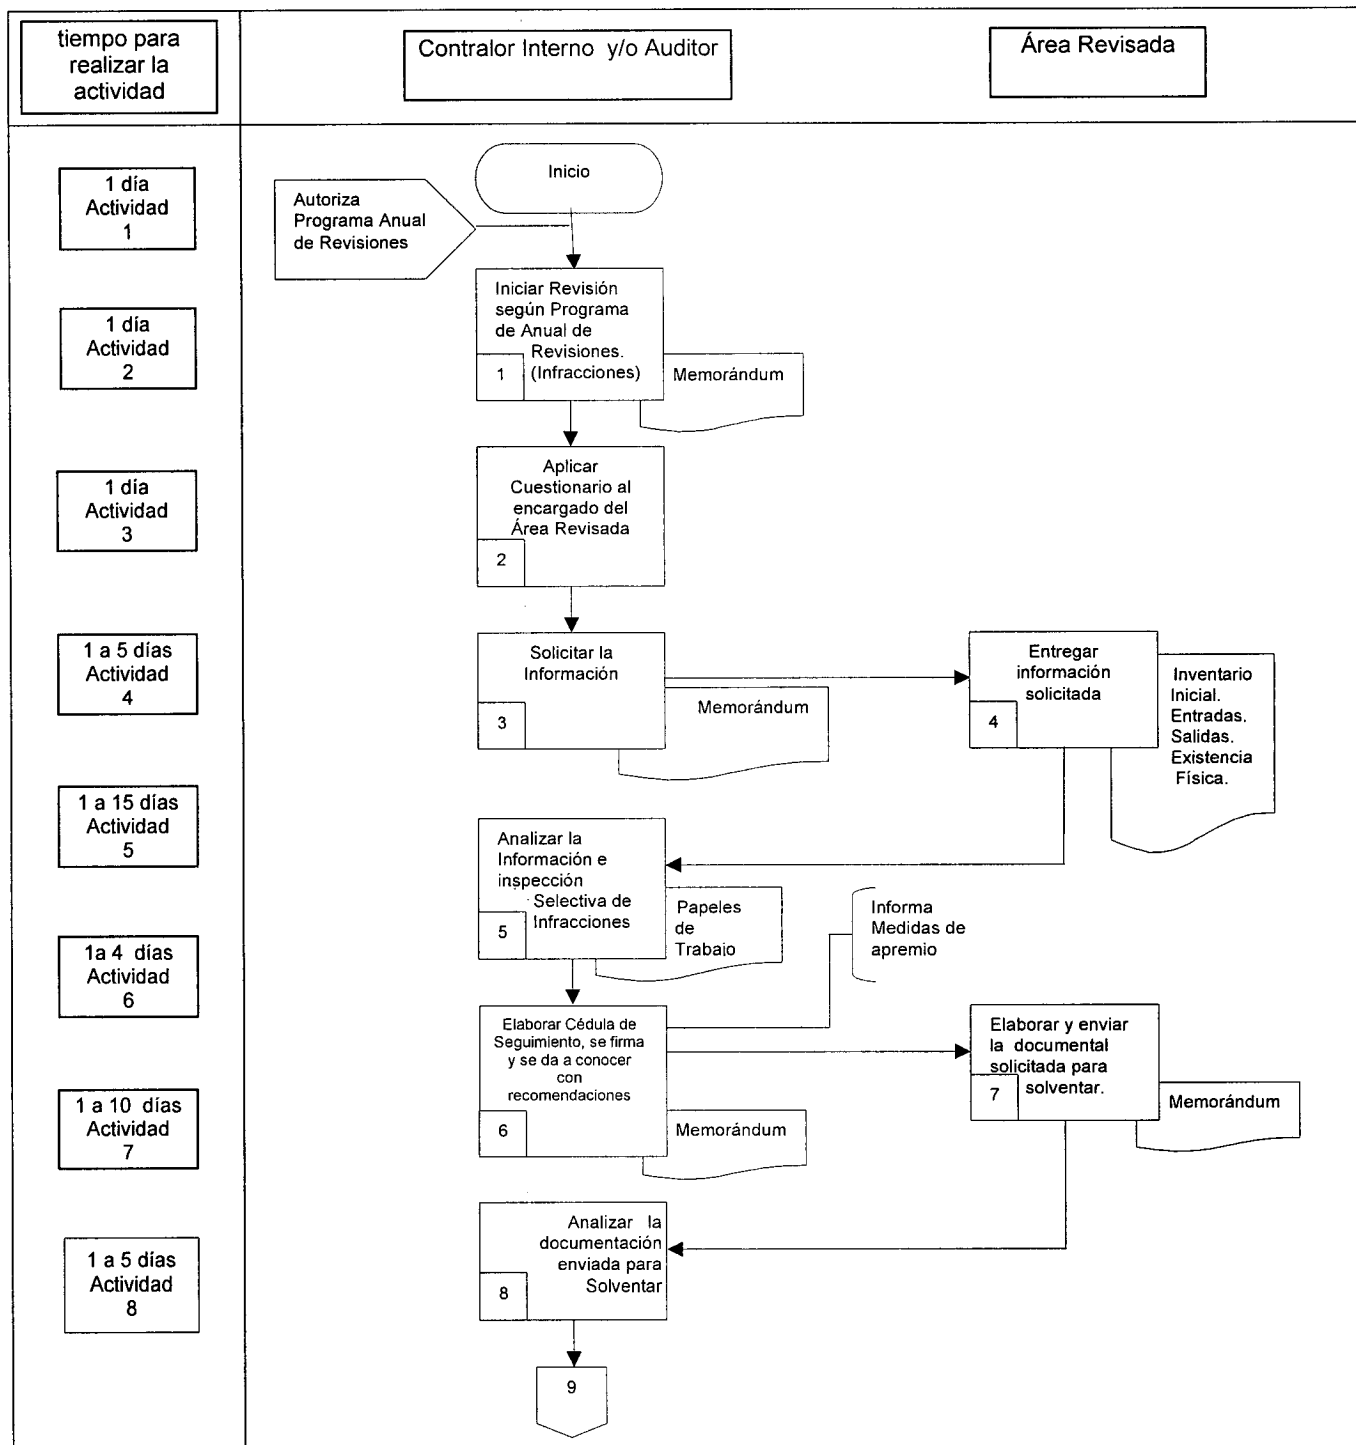 tiempo para
realizar la
actividad
Contralor Interno y/o Auditor
Área Revisada
1 día
Actividad
1
Inicio
Autoriza
Programa Anual
de Revisiones
1 día
Actividad
2
Iniciar Revisión
según Programa
de Anual de
Revisiones.
(Infracciones)
1
Memorándum
1 día
Actividad
3
Aplicar
Cuestionario al
encargado del
Área Revisada
2
1 a 5 días
Actividad
4
Solicitar la
Información
3
Memorándum
Entregar
información
solicitada
4
Inventario
Inicial.
Entradas.
Salidas.
Existencia
Física.
1 a 15 días
Actividad
5
Analizar la
Información e
inspección
Selectiva de
Infracciones
5
Papeles
de
Trabajo
Informa
Medidas de
apremio
1a 4 días
Actividad
6
Elaborar Cédula de
Seguimiento, se firma
y se da a conocer
con
recomendaciones
6
Memorándum
Elaborar y enviar
la documental
solicitada para
solventar.
7
Memorándum
1 a 10 días
Actividad
7
1 a 5 días
Actividad
8
Analizar la
documentación
enviada para
Solventar
8
9